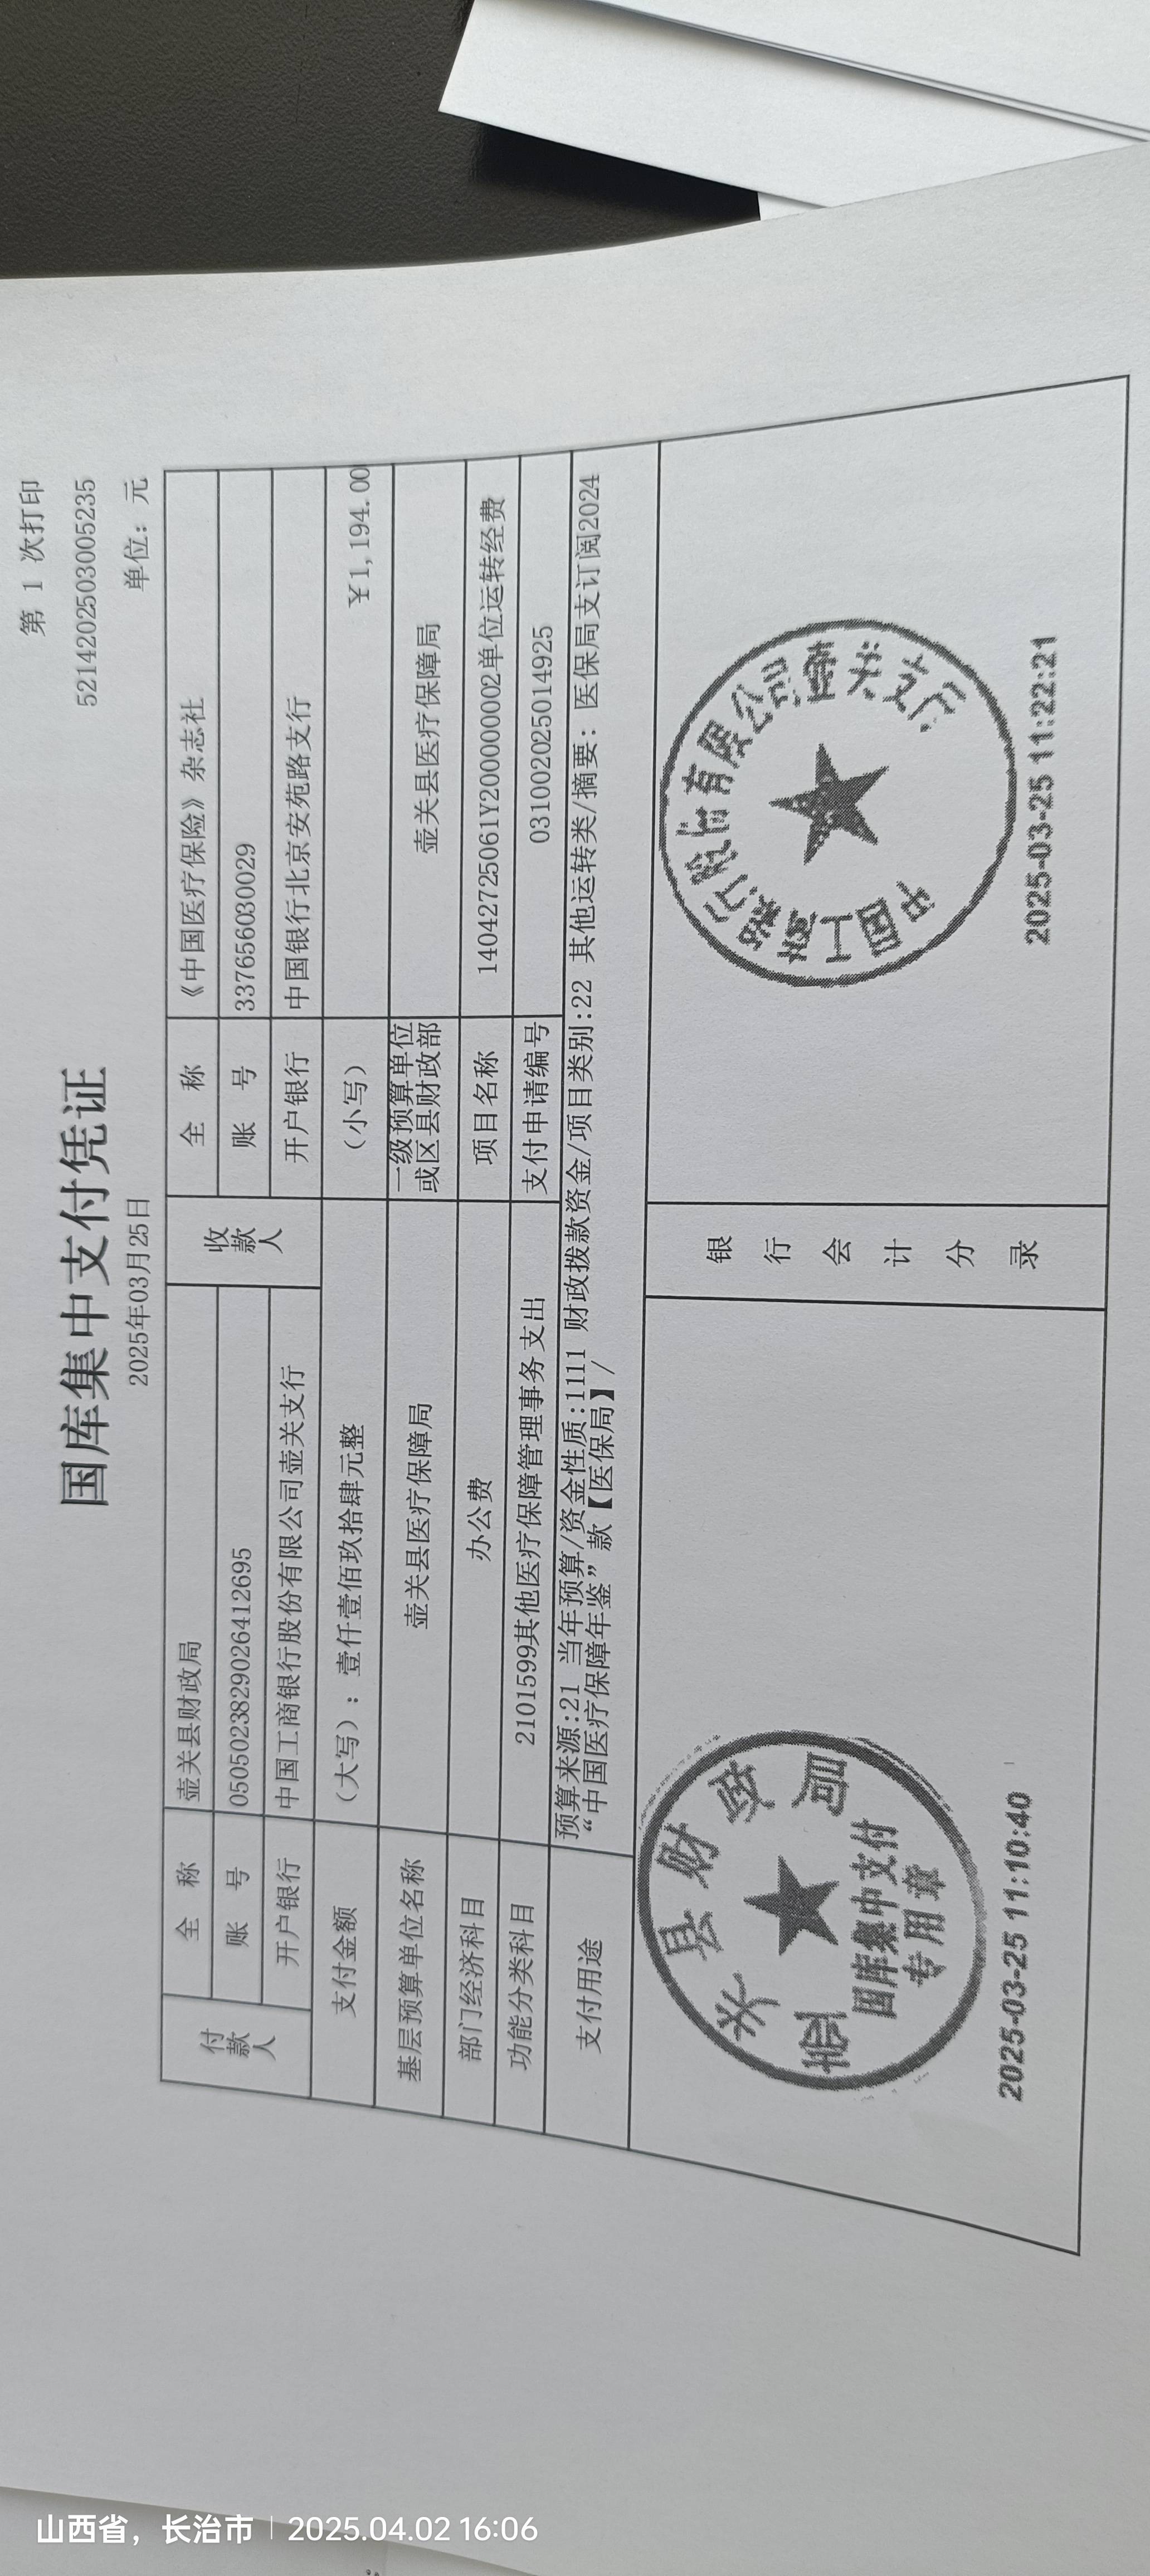 第 1 次打印
国库集中支付凭证
5214202503005235
2025年03月25日
单位：元
付款人
全 称
壶关县财政局
收款人
全 称
《中国医疗保险》杂志社
账 号
0505023829026412695
账 号
337656030029
开户银行
中国工商银行股份有限公司壶关支行
开户银行
中国银行北京安苑路支行
支付金额
（大写）：壹仟壹佰玖拾肆元整
（小写）
¥1,194.00
基层预算单位名称
壶关县医疗保障局
一级预算单位
或区县财政部
壶关县医疗保障局
部门经济科目
办公费
项目名称
14042725061Y200000002单位运转经费
功能分类科目
2101599其他医疗保障管理事务支出
支付申请编号
0310020250​14925
支付用途
预算来源:21 当年预算/资金性质:1111 财政拨款资金/项目类别:22 其他运转类/摘要: 医保局支订阅2024
“中国医疗保障年鉴”款【医保局】/
银行会计分录
壶关县财政局
国库集中支付
专用章
2025-03-25 11:10:40
中国工商银行股份有限公司壶关支行
2025-03-25 11:22:21
山西省，长治市 | 2025.04.02 16:06